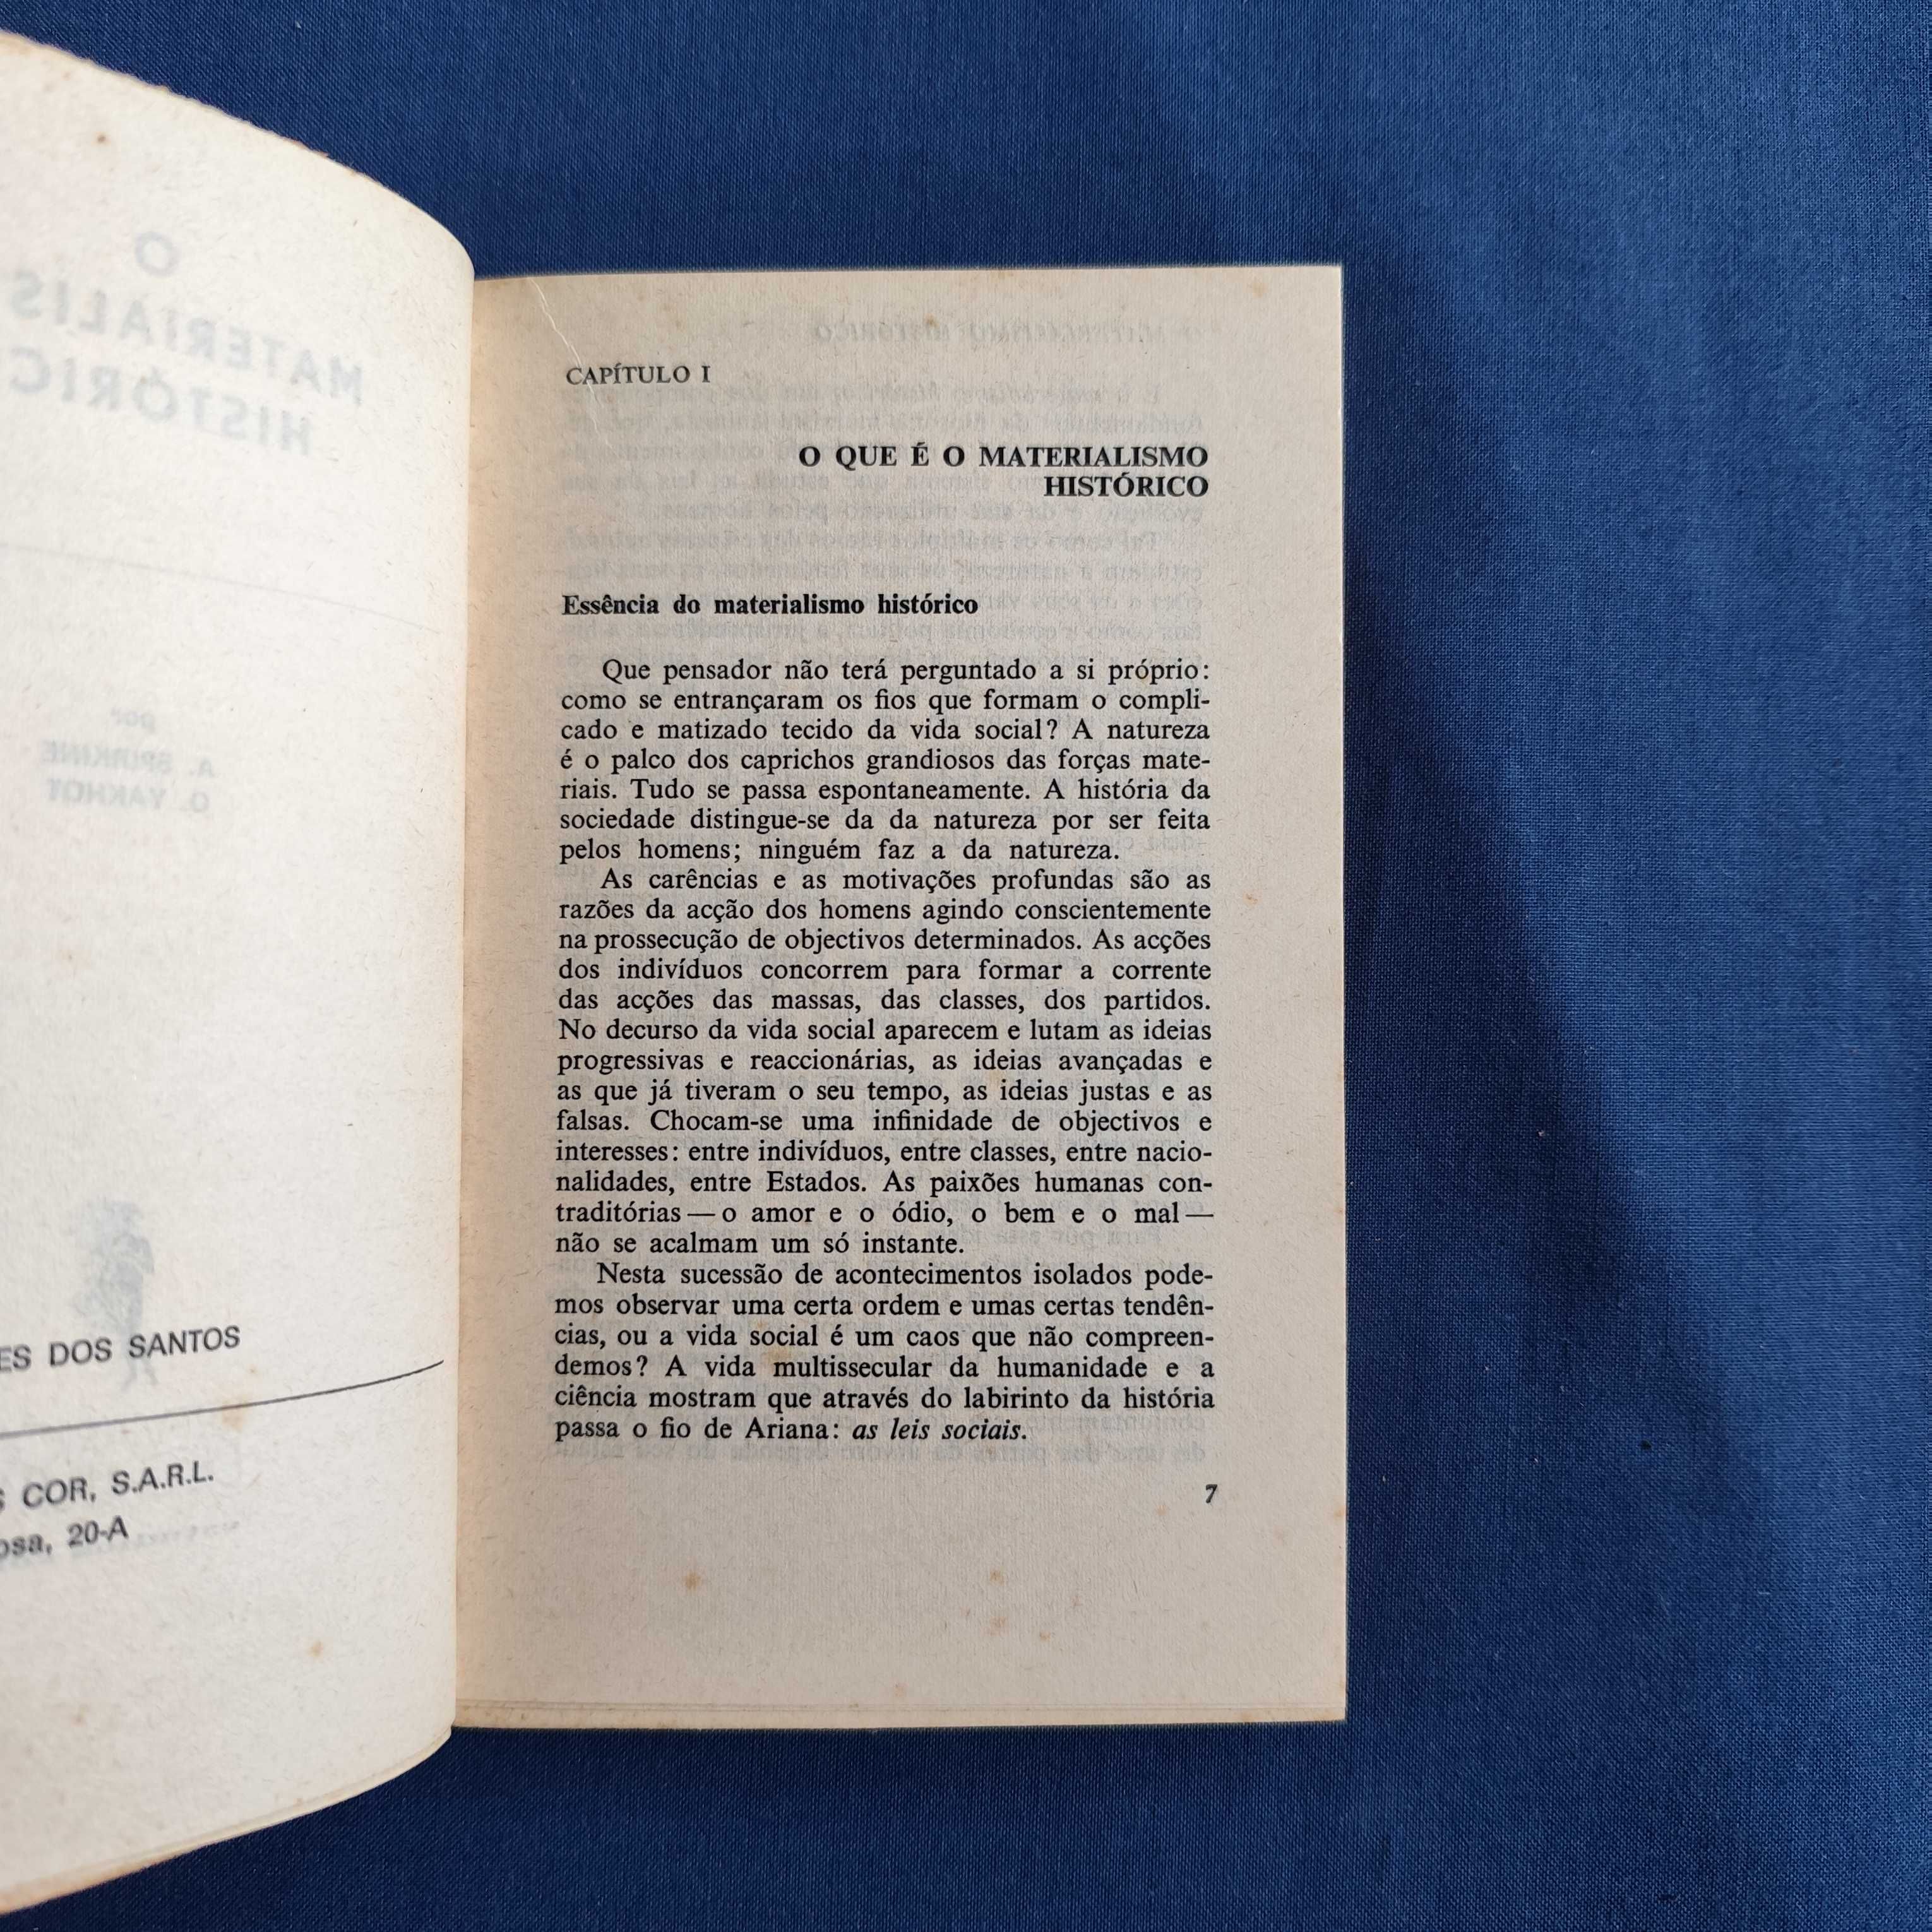 ES DOS SANTOS
COR, S.A.R.L.
osa, 20-A
O
MATERIALIS
HISTÓRIC
por
A. SPIRKINE
O. YAKHOT
CAPÍTULO I
O QUE É O MATERIALISMO
HISTÓRICO
Essência do materialismo histórico
Que pensador não terá perguntado a si próprio:
como se entrançaram os fios que formam o compli-
cado e matizado tecido da vida social? A natureza
é o palco dos caprichos grandiosos das forças mate-
riais. Tudo se passa espontaneamente. A história da
sociedade distingue-se da da natureza por ser feita
pelos homens; ninguém faz a da natureza.
As carências e as motivações profundas são as
razões da acção dos homens agindo conscientemente
na prossecução de objectivos determinados. As acções
dos indivíduos concorrem para formar a corrente
das acções das massas, das classes, dos partidos.
No decurso da vida social aparecem e lutam as ideias
progressivas e reaccionárias, as ideias avançadas e
as que já tiveram o seu tempo, as ideias justas e as
falsas. Chocam-se uma infinidade de objectivos e
interesses: entre indivíduos, entre classes, entre nacio-
nalidades, entre Estados. As paixões humanas con-
traditórias — o amor e o ódio, o bem e o mal —
não se acalmam um só instante.
Nesta sucessão de acontecimentos isolados pode-
mos observar uma certa ordem e umas certas tendên-
cias, ou a vida social é um caos que não compreen-
demos? A vida multissecular da humanidade e a
ciência mostram que através do labirinto da história
passa o fio de Ariana: as leis sociais.
7